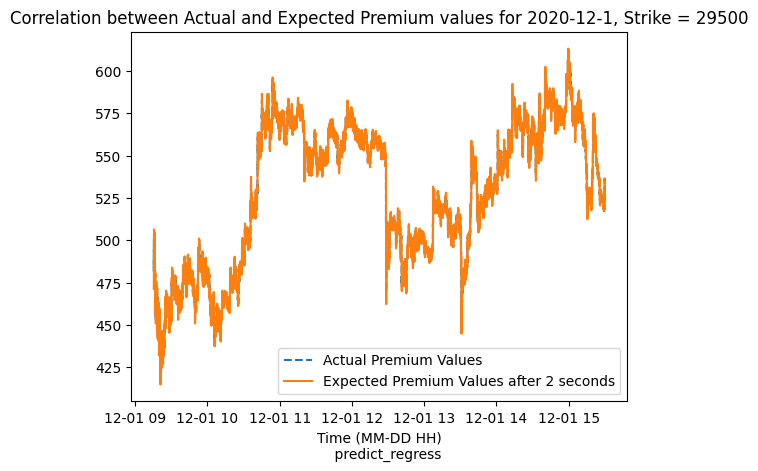 Correlation between Actual and Expected Premium values for 2020-12-1, Strike = 29500
600
575
550
525
500
475
450
425
Actual Premium Values
Expected Premium Values after 2 seconds
12-01 09 12-01 10 12-01 11 12-01 12 12-01 13 12-01 14 12-01 15
Time (MM-DD HH)
predict_regress